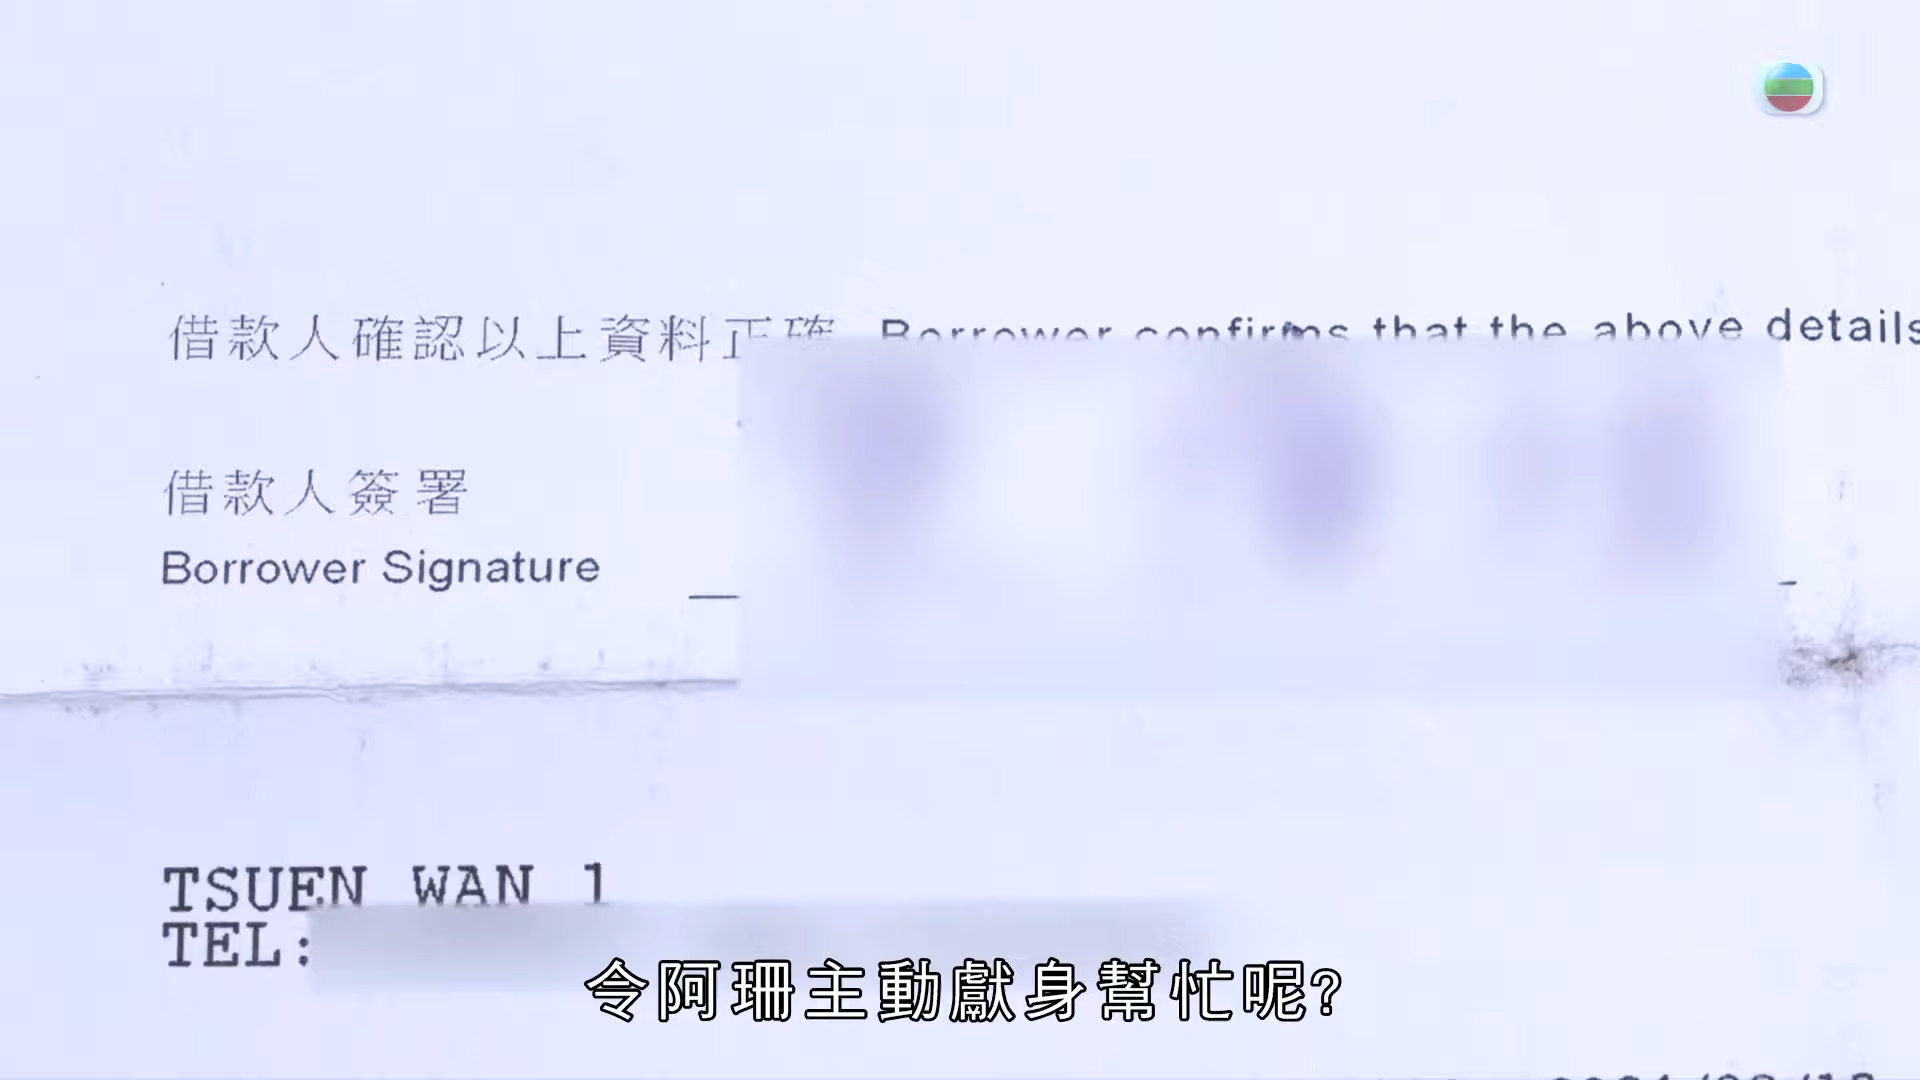 借款人確認以上資料正確 Borrower confirms that the above details
借款人簽署
Borrower Signature
TSUEN WAN 1
TEL:
令阿珊主動獻身幫忙呢?